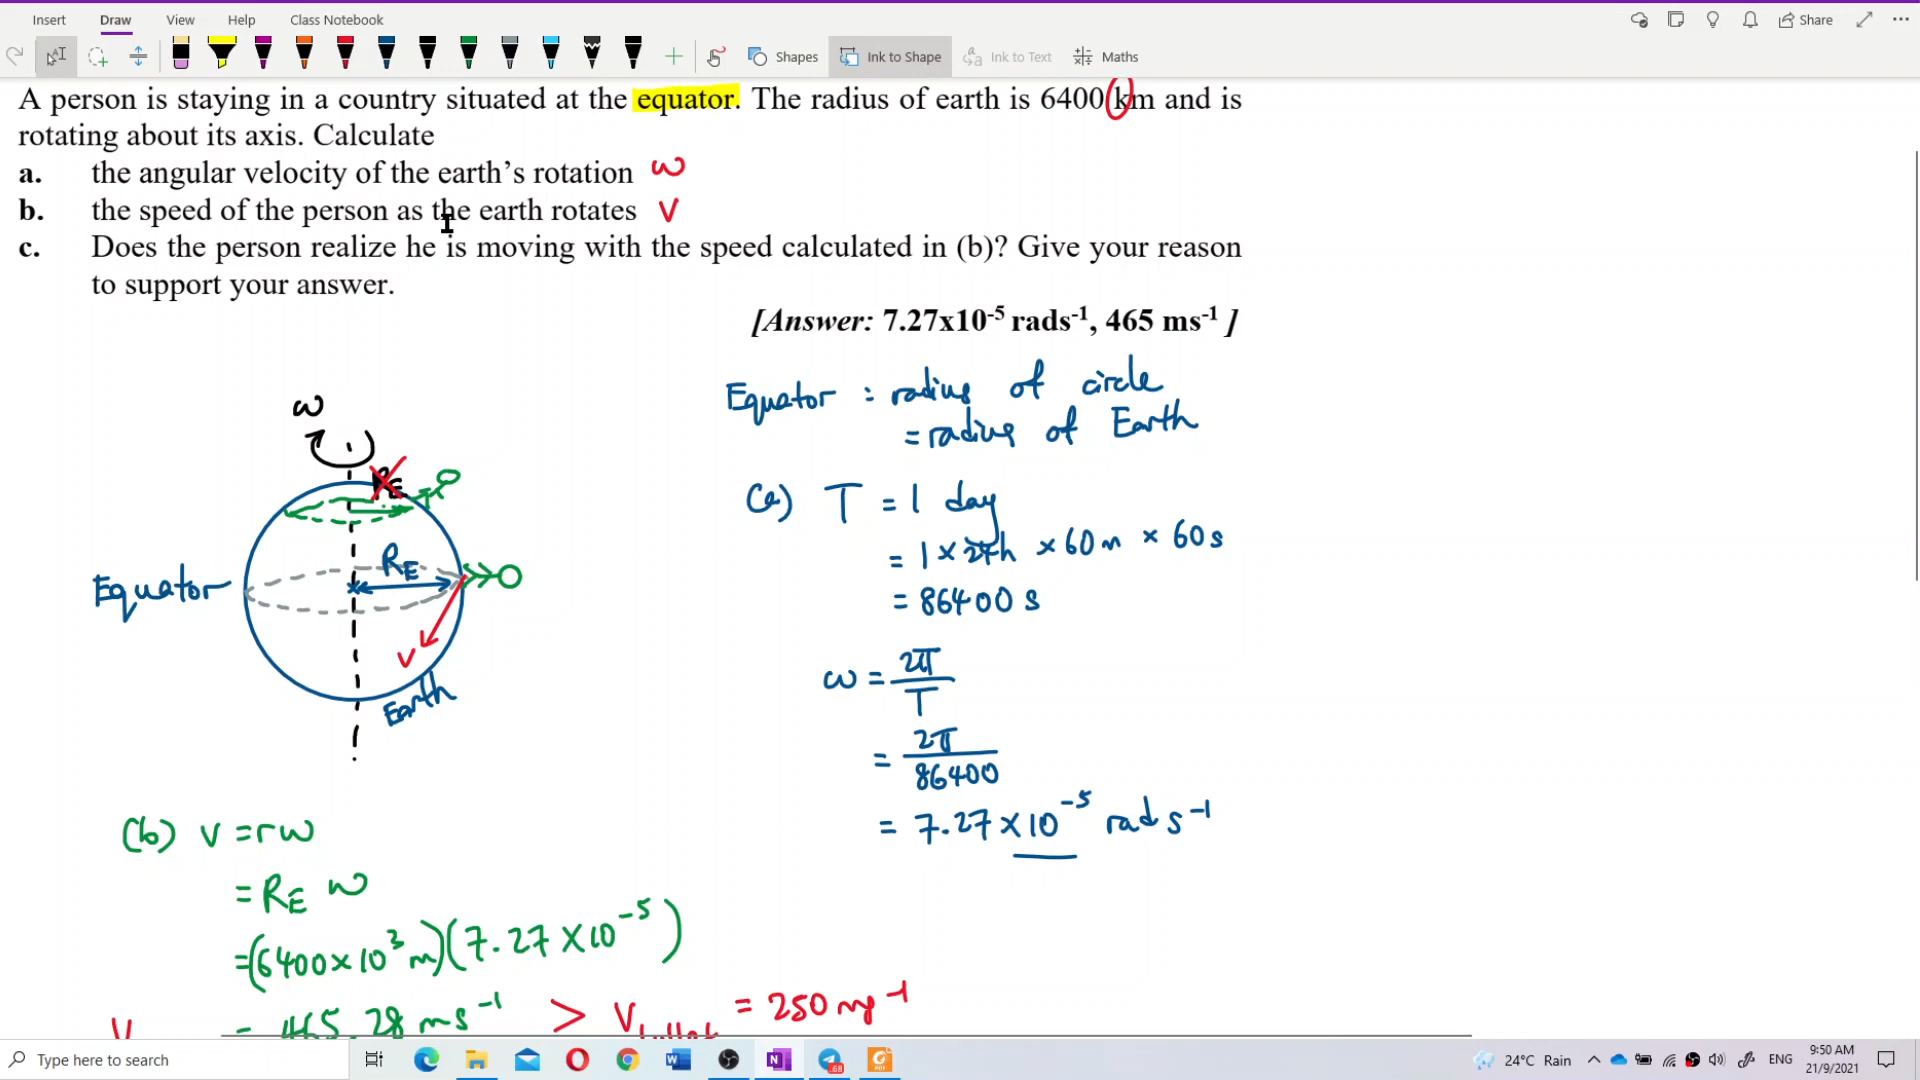 Insert Draw View Help Class Notebook Share
Shapes Ink to Shape Ink to Text Maths
A person is staying in a country situated at the equator. The radius of earth is 6400 km and is
rotating about its axis. Calculate
a. the angular velocity of the earth's rotation ω
b. the speed of the person as the earth rotates v
c. Does the person realize he is moving with the speed calculated in (b)? Give your reason
to support your answer.
[Answer: 7.27x10⁻⁵ rads⁻¹, 465 ms⁻¹ ]
Equator : radius of circle
= radius of Earth
ω
RE
(a) T = 1 day
= 1 × 24h × 60m × 60s
= 86400 s
RE
Equator
v
Earth
ω = 2π
T
= 2π
86400
= 7.27 × 10⁻⁵ rad s⁻¹
(b) v = rω
= RE ω
= (6400 × 10³ m)(7.27 × 10⁻⁵)
= 465.28 ms⁻¹ > V = 250 ms⁻¹
Type here to search
24°C Rain
ENG
9:50 AM
21/9/2021